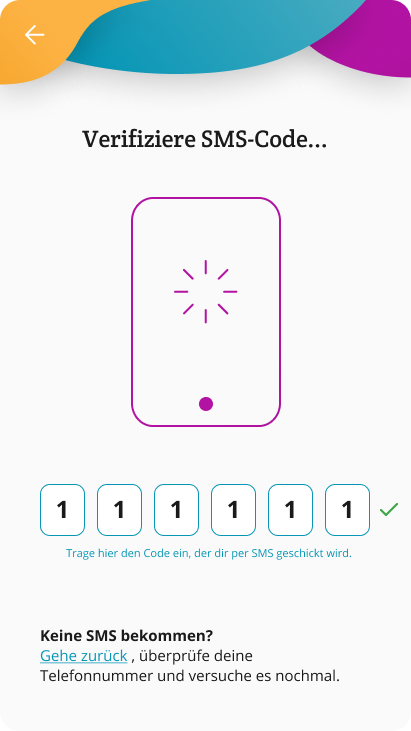 Verifiziere SMS-Code...
1 1 1 1 1 1
Trage hier den Code ein, der dir per SMS geschickt wird.
Keine SMS bekommen?
Gehe zurück , überprüfe deine
Telefonnummer und versuche es nochmal.